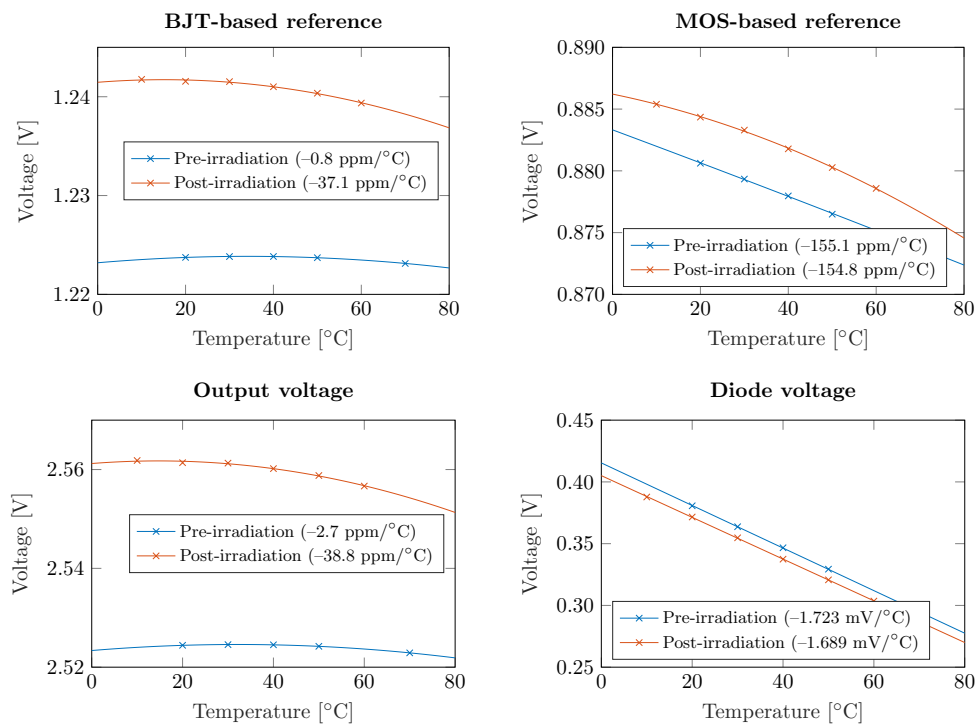 BJT-based reference
1.24
1.23
1.22
Voltage [V]
Pre-irradiation (–0.8 ppm/°C)
Post-irradiation (–37.1 ppm/°C)
0 20 40 60 80
Temperature [°C]
MOS-based reference
0.890
0.885
0.880
0.875
0.870
Voltage [V]
Pre-irradiation (–155.1 ppm/°C)
Post-irradiation (–154.8 ppm/°C)
0 20 40 60 80
Temperature [°C]
Output voltage
2.56
2.54
2.52
Voltage [V]
Pre-irradiation (–2.7 ppm/°C)
Post-irradiation (–38.8 ppm/°C)
0 20 40 60 80
Temperature [°C]
Diode voltage
0.45
0.40
0.35
0.30
0.25
Voltage [V]
Pre-irradiation (–1.723 mV/°C)
Post-irradiation (–1.689 mV/°C)
0 20 40 60 80
Temperature [°C]